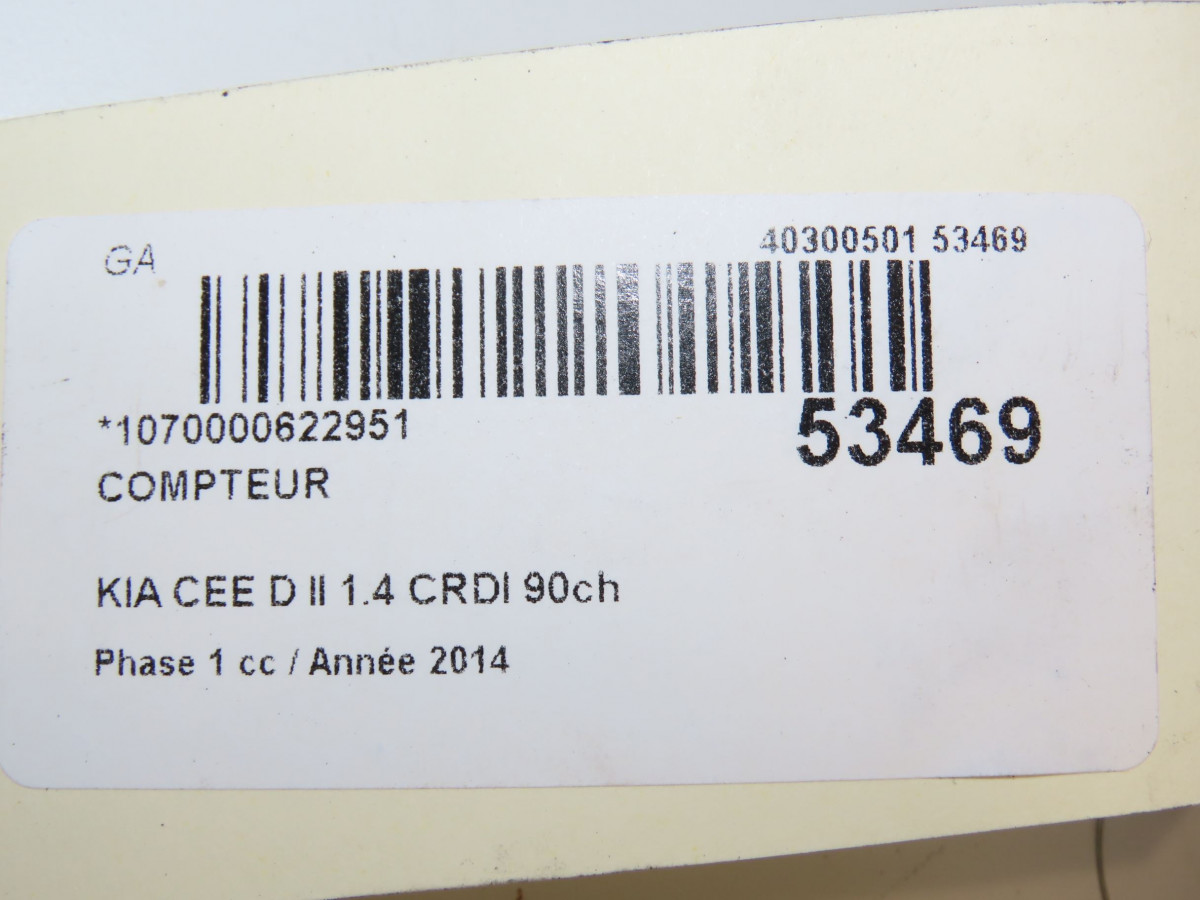 GA
40300501 53469
*1070000622951
53469
COMPTEUR
KIA CEE D II 1.4 CRDI 90ch
Phase 1 cc / Année 2014